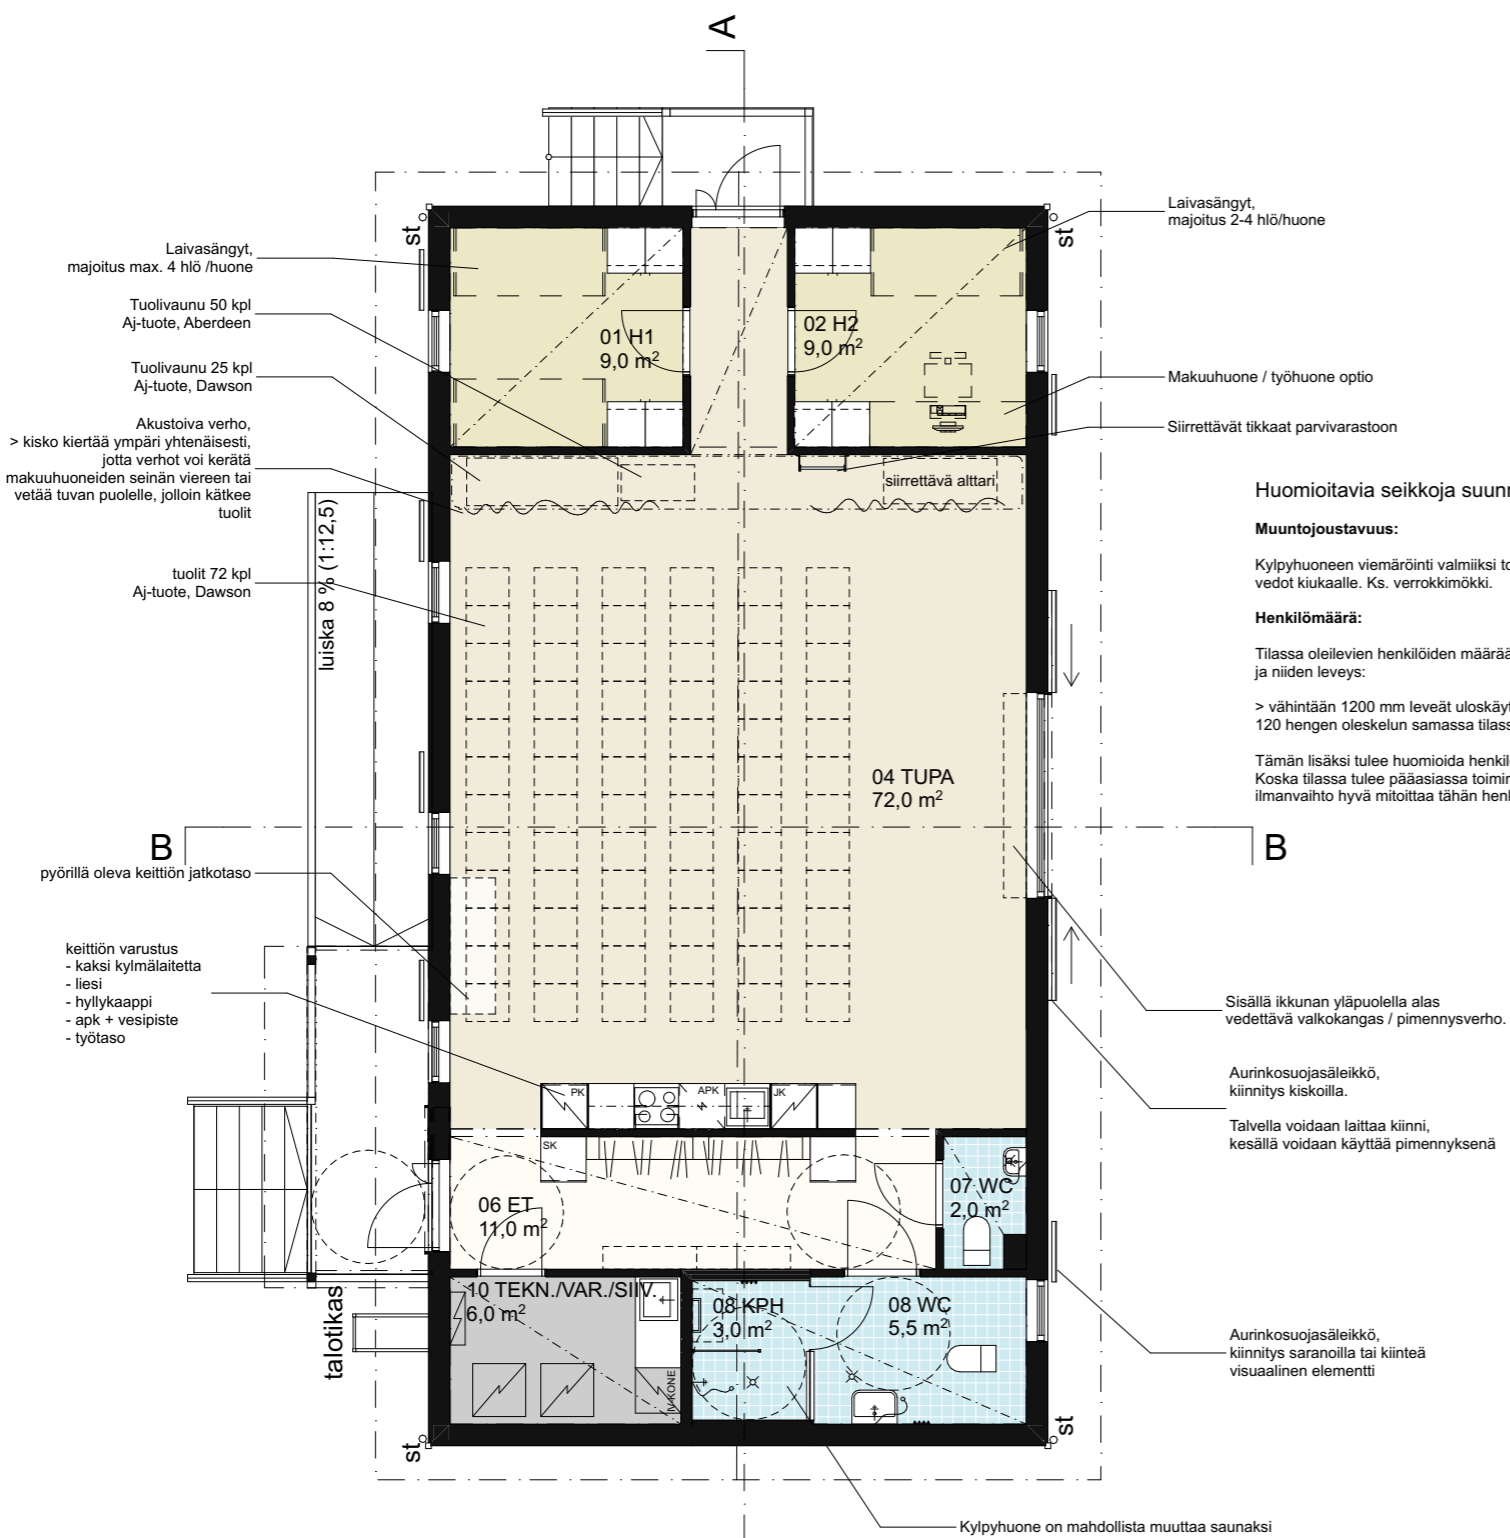 A
st
st
Laivasängyt,
majoitus max. 4 hlö /huone
Tuolivaunu 50 kpl
Aj-tuote, Aberdeen
Tuolivaunu 25 kpl
Aj-tuote, Dawson
Akustoiva verho,
> kisko kiertää ympäri yhtenäisesti,
jotta verhot voi kerätä
makuuhuoneiden seinän viereen tai
vetää tuvan puolelle, jolloin kätkee
tuolit
tuolit 72 kpl
Aj-tuote, Dawson
luiska 8 % (1:12,5)
01 H1
9,0 m²
02 H2
9,0 m²
Laivasängyt,
majoitus 2-4 hlö/huone
Makuuhuone / työhuone optio
Siirrettävät tikkaat parvivarastoon
siirrettävä alttari
Huomioitavia seikkoja
Muuntojoustavuus:
Kylpyhuoneen viemäröinti valmiiksi
vedot kiukaalle. Ks. verrokkimökki.
Henkilömäärä:
Tilassa oleilevien henkilöiden määrää
ja niiden leveys:
> vähintään 1200 mm leveät
120 hengen oleskelun samassa
Tämän lisäksi tulee huomioida
Koska tilassa tulee pääasiassa
ilmanvaihto hyvä mitoittaa tähän
04 TUPA
72,0 m²
B
B
pyörillä oleva keittiön jatkotaso
keittiön varustus
- kaksi kylmälaitetta
- liesi
- hyllykaappi
- apk + vesipiste
- työtaso
Sisällä ikkunan yläpuolella alas
vedettävä valkokangas / pimennysverho.
Aurinkosuojasäleikkö,
kiinnitys kiskoilla.
Talvella voidaan laittaa kiinni,
kesällä voidaan käyttää pimennyksenä
PK
APK
JK
SK
06 ET
11,0 m²
07 WC
2,0 m²
10 TEKN./VAR./SIIV.
6,0 m²
08 KPH
3,0 m²
08 WC
5,5 m²
IV-KONE
talotikas
Aurinkosuojasäleikkö,
kiinnitys saranoilla tai kiinteä
visuaalinen elementti
st
st
Kylpyhuone on mahdollista muuttaa saunaksi